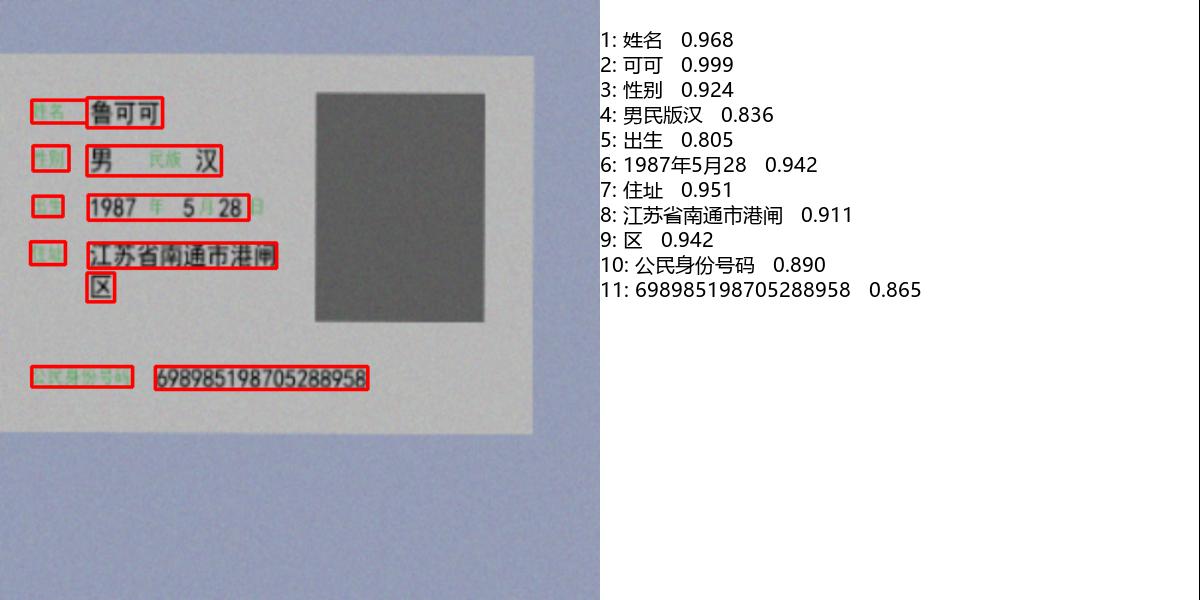 姓名 鲁可可
性别 男 民族 汉
出生 1987 年 5 月 28 日
住址 江苏省南通市港闸
区
公民身份号码 698985198705288958
1: 姓名 0.968
2: 可可 0.999
3: 性别 0.924
4: 男民版汉 0.836
5: 出生 0.805
6: 1987年5月28 0.942
7: 住址 0.951
8: 江苏省南通市港闸 0.911
9: 区 0.942
10: 公民身份号码 0.890
11: 698985198705288958 0.865